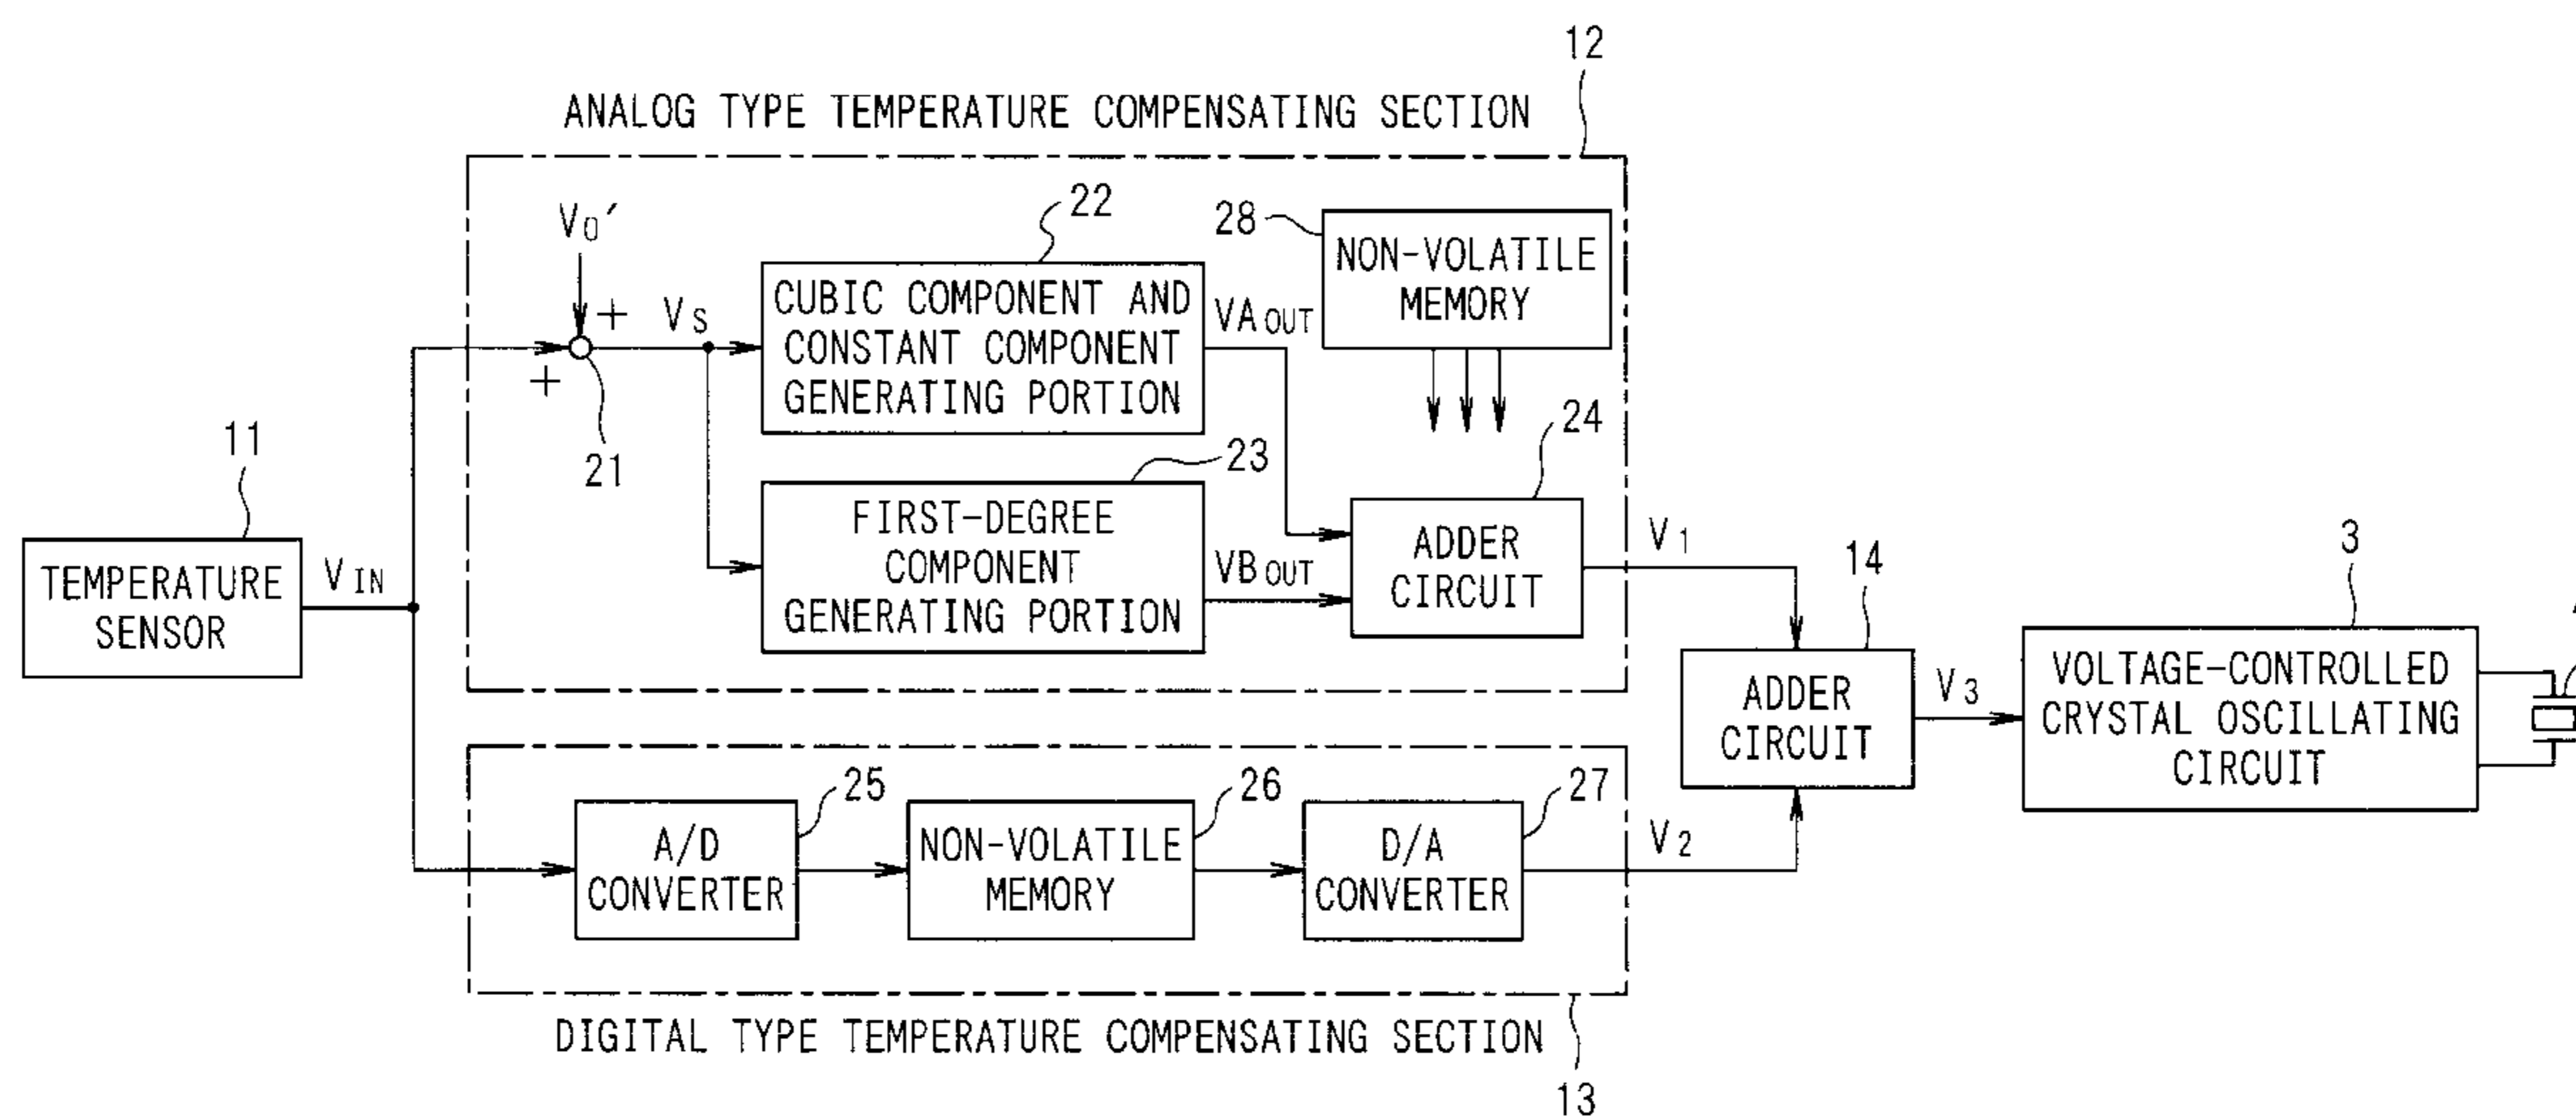 12
ANALOG TYPE TEMPERATURE COMPENSATING SECTION
V0′
22
28
NON-VOLATILE
MEMORY
+
VS
CUBIC COMPONENT AND
CONSTANT COMPONENT
GENERATING PORTION
VAOUT
+
21
11
TEMPERATURE
SENSOR
VIN
23
FIRST-DEGREE
COMPONENT
GENERATING PORTION
VBOUT
24
ADDER
CIRCUIT
V1
14
ADDER
CIRCUIT
V3
3
VOLTAGE-CONTROLLED
CRYSTAL OSCILLATING
CIRCUIT
25
A/D
CONVERTER
26
NON-VOLATILE
MEMORY
27
D/A
CONVERTER
V2
DIGITAL TYPE TEMPERATURE COMPENSATING SECTION
13